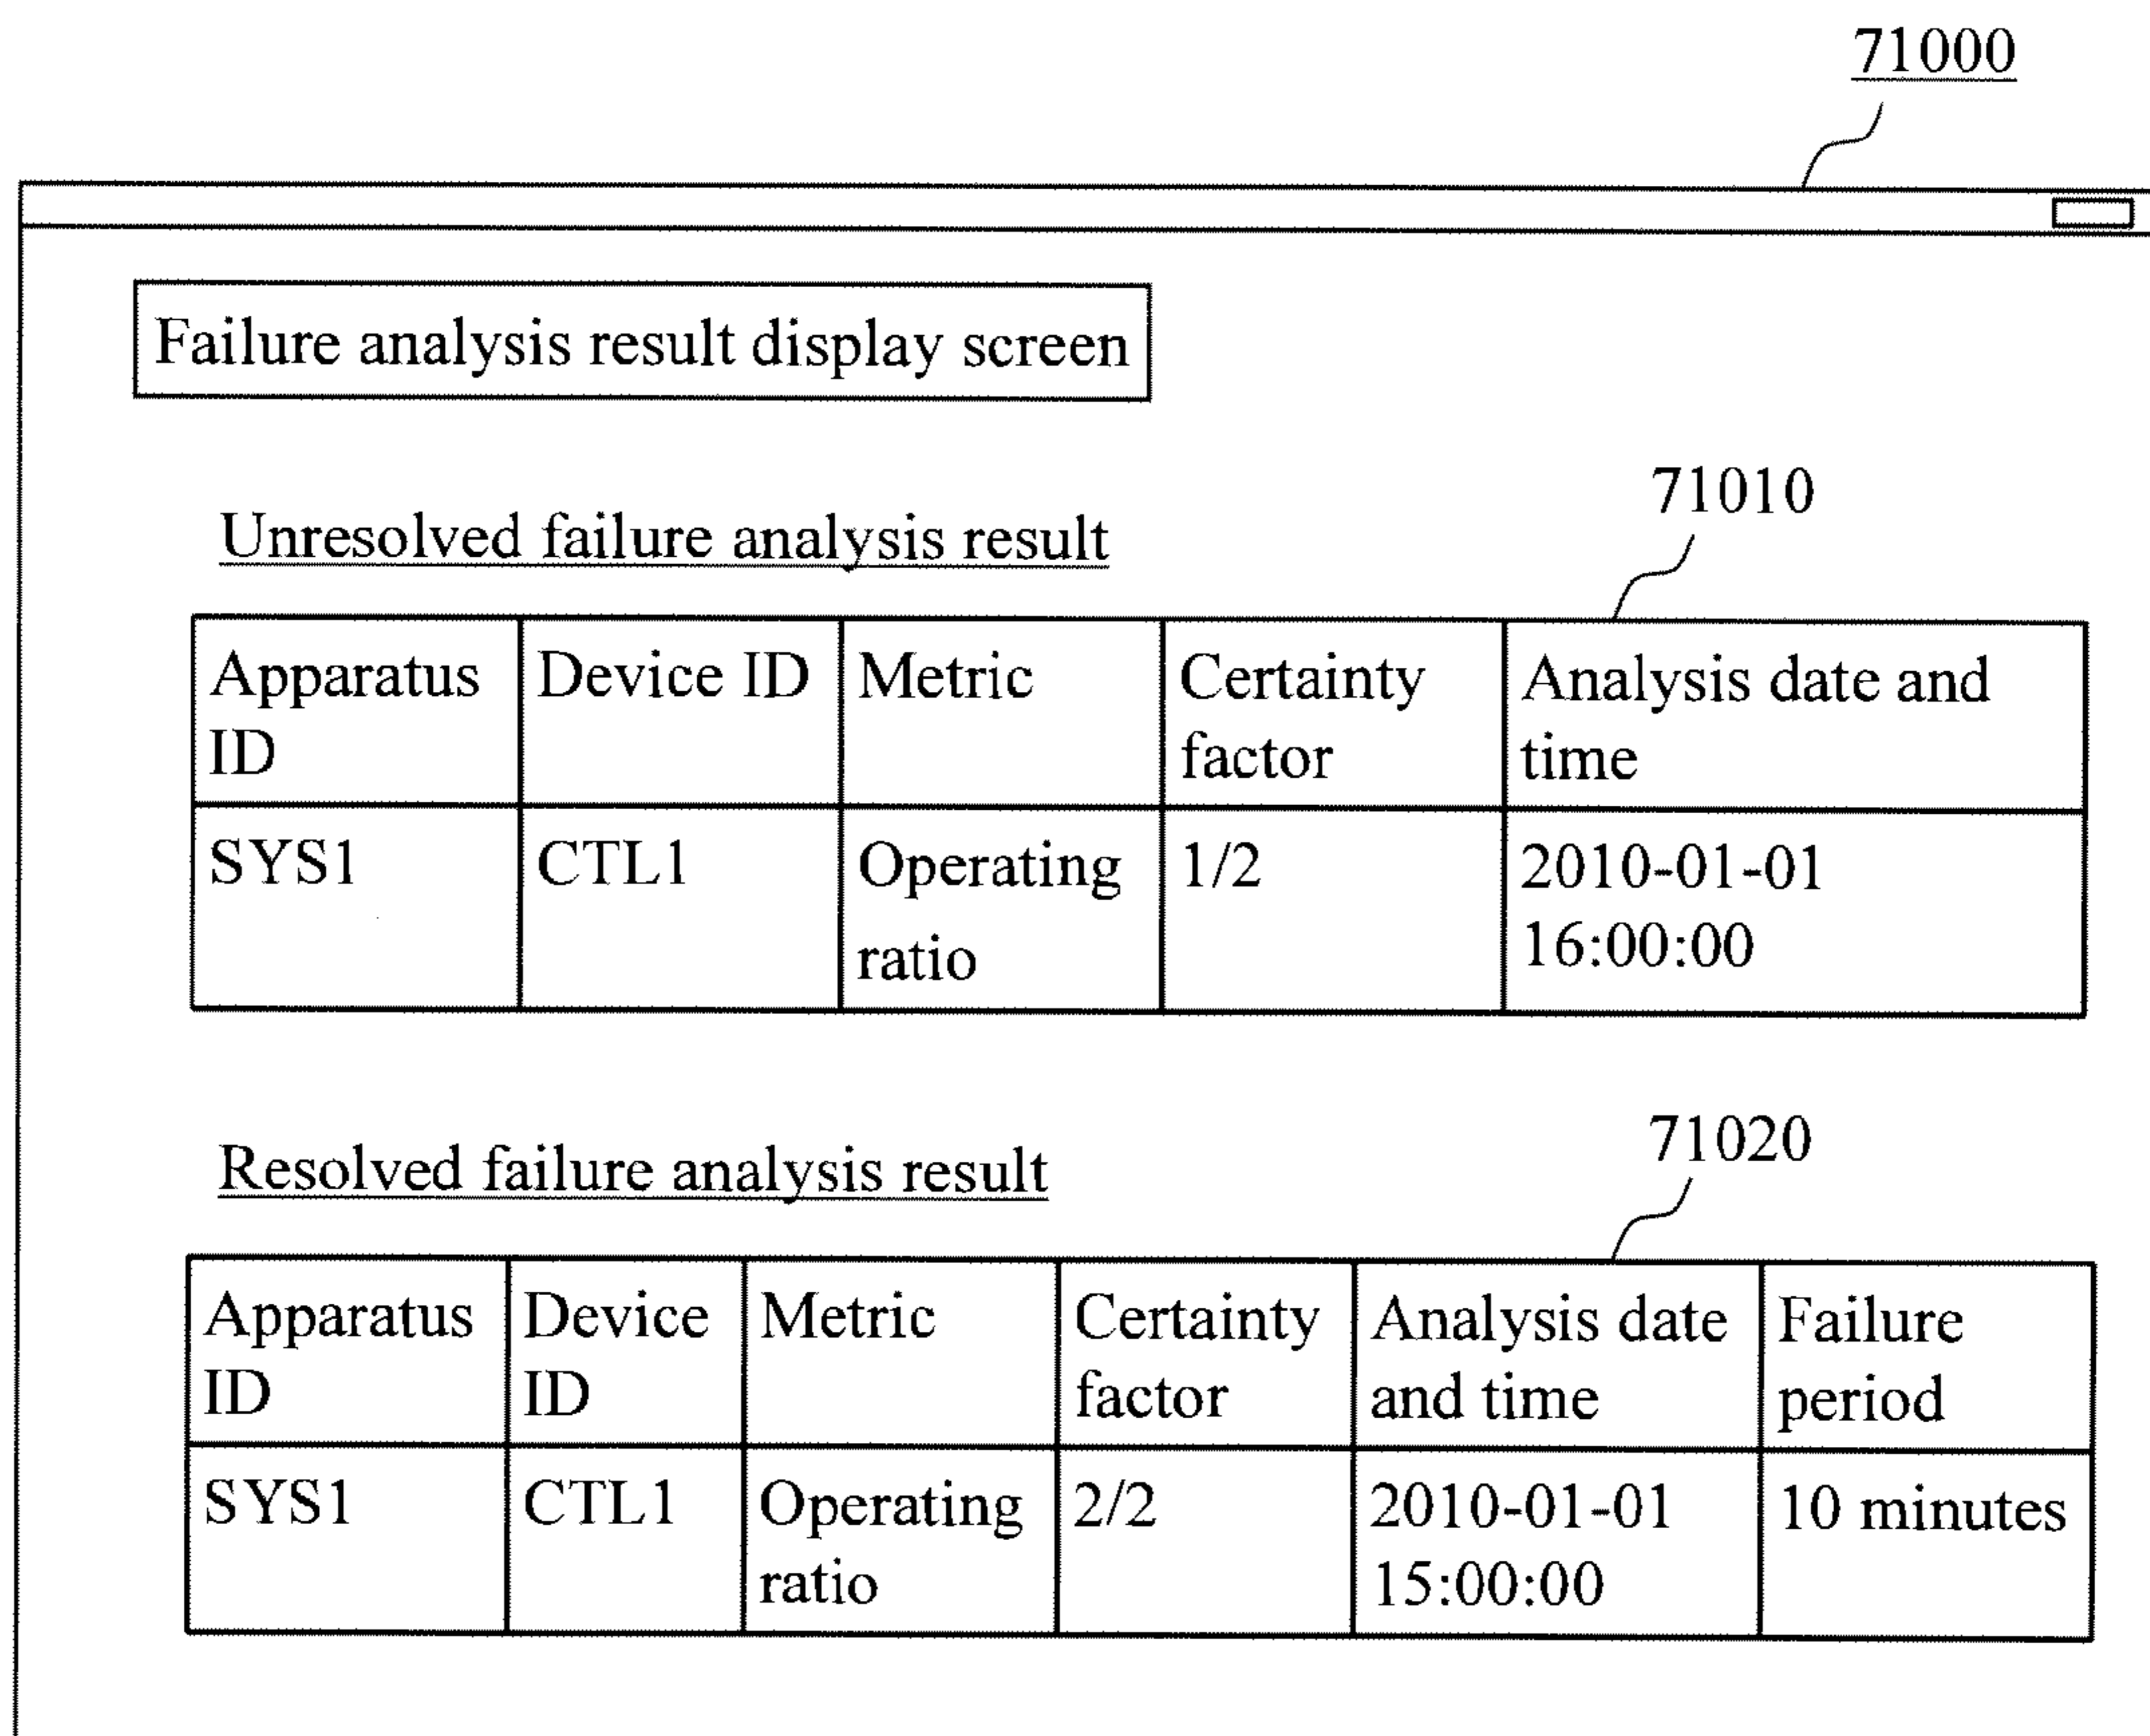 71000
Failure analysis result display screen
71010
Unresolved failure analysis result
Apparatus
ID
Device ID
Metric
Certainty
factor
Analysis date and
time
SYS1
CTL1
Operating
ratio
1/2
2010-01-01
16:00:00
71020
Resolved failure analysis result
Apparatus
ID
Device
ID
Metric
Certainty
factor
Analysis date
and time
Failure
period
SYS1
CTL1
Operating
ratio
2/2
2010-01-01
15:00:00
10 minutes